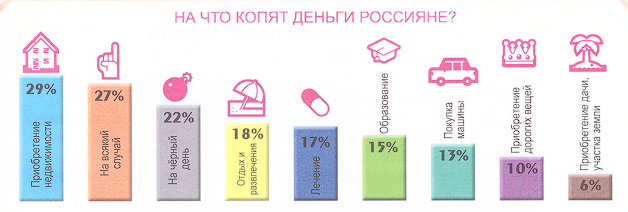 НА ЧТО КОПЯТ ДЕНЬГИ РОССИЯНЕ?
29%
Приобретение
недвижимости
27%
На всякий
случай
22%
На чёрный
день
18%
Отдых и
развлечения
17%
Лечение
15%
Образование
13%
Покупка
машины
10%
Приобретение
дорогих вещей
6%
Приобретение дачи,
участка земли